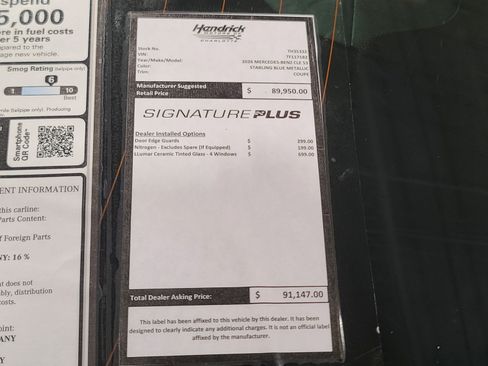 spend
5,000
e in fuel costs
er 5 years
pared to the
age new vehicle.
Smog Rating (tailpipe only)
6
1
10
Best
Smartphone
QR Code
ENT INFORMATION
this carline:
Parts Content:
f Foreign Parts
NY: 16 %
t does not
bly, distribution
costs.
oint:
ANY
Y
Hendrick
CHARLOTTE
Stock No.
VIN:
Year/Make/Model: 2026 MERCEDES-BENZ CLE 53
Color: STARLING BLUE METALLIC
Trim: COUPE
Manufacturer Suggested
Retail Price: $ 89,950.00
SIGNATURE PLUS
Dealer Installed Options
Door Edge Guards $ 299.00
Nitrogen - Excludes Spare (If Equipped) $ 199.00
LLumar Ceramic Tinted Glass - 4 Windows $ 699.00
Total Dealer Asking Price: $ 91,147.00
This label has been affixed to this vehicle by this dealer. It has been
designed to clearly indicate any additional charges. It is not an official label
affixed by the manufacturer.